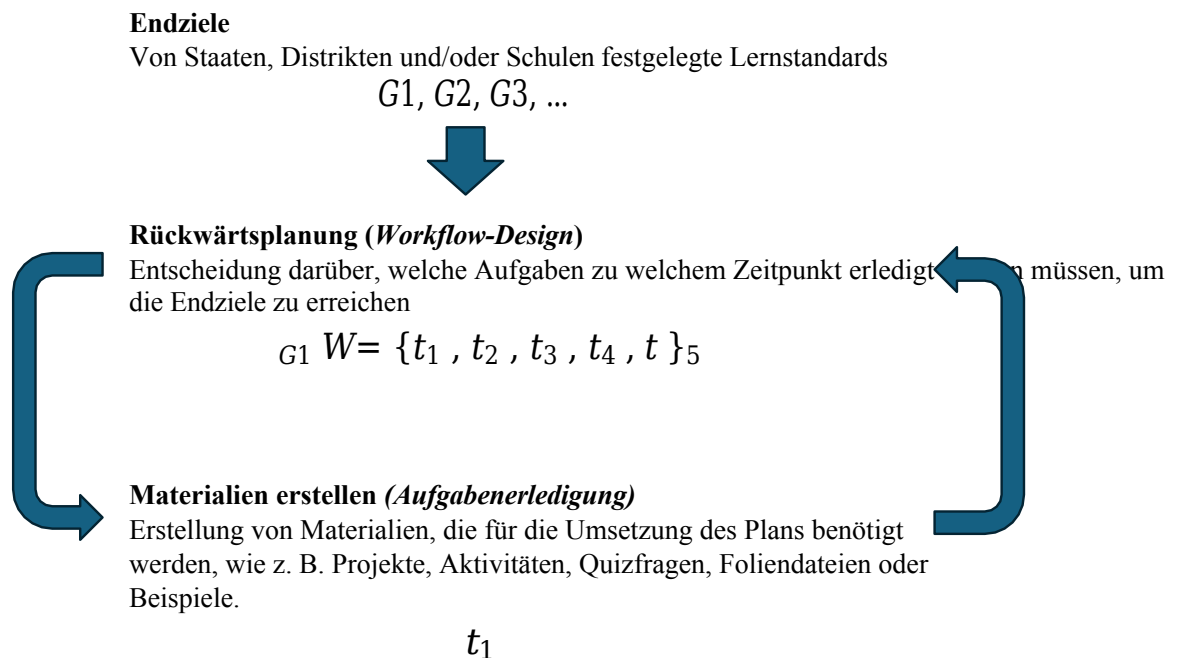 Endziele
Von Staaten, Distrikten und/oder Schulen festgelegte Lernstandards
G1, G2, G3, ...
Rückwärtsplanung (Workflow-Design)
Entscheidung darüber, welche Aufgaben zu welchem Zeitpunkt erledigt müssen, um
die Endziele zu erreichen
G1 W= {t1 , t2 , t3 , t4 , t }5
Materialien erstellen (Aufgabenerledigung)
Erstellung von Materialien, die für die Umsetzung des Plans benötigt
werden, wie z. B. Projekte, Aktivitäten, Quizfragen, Foliendateien oder
Beispiele.
t1